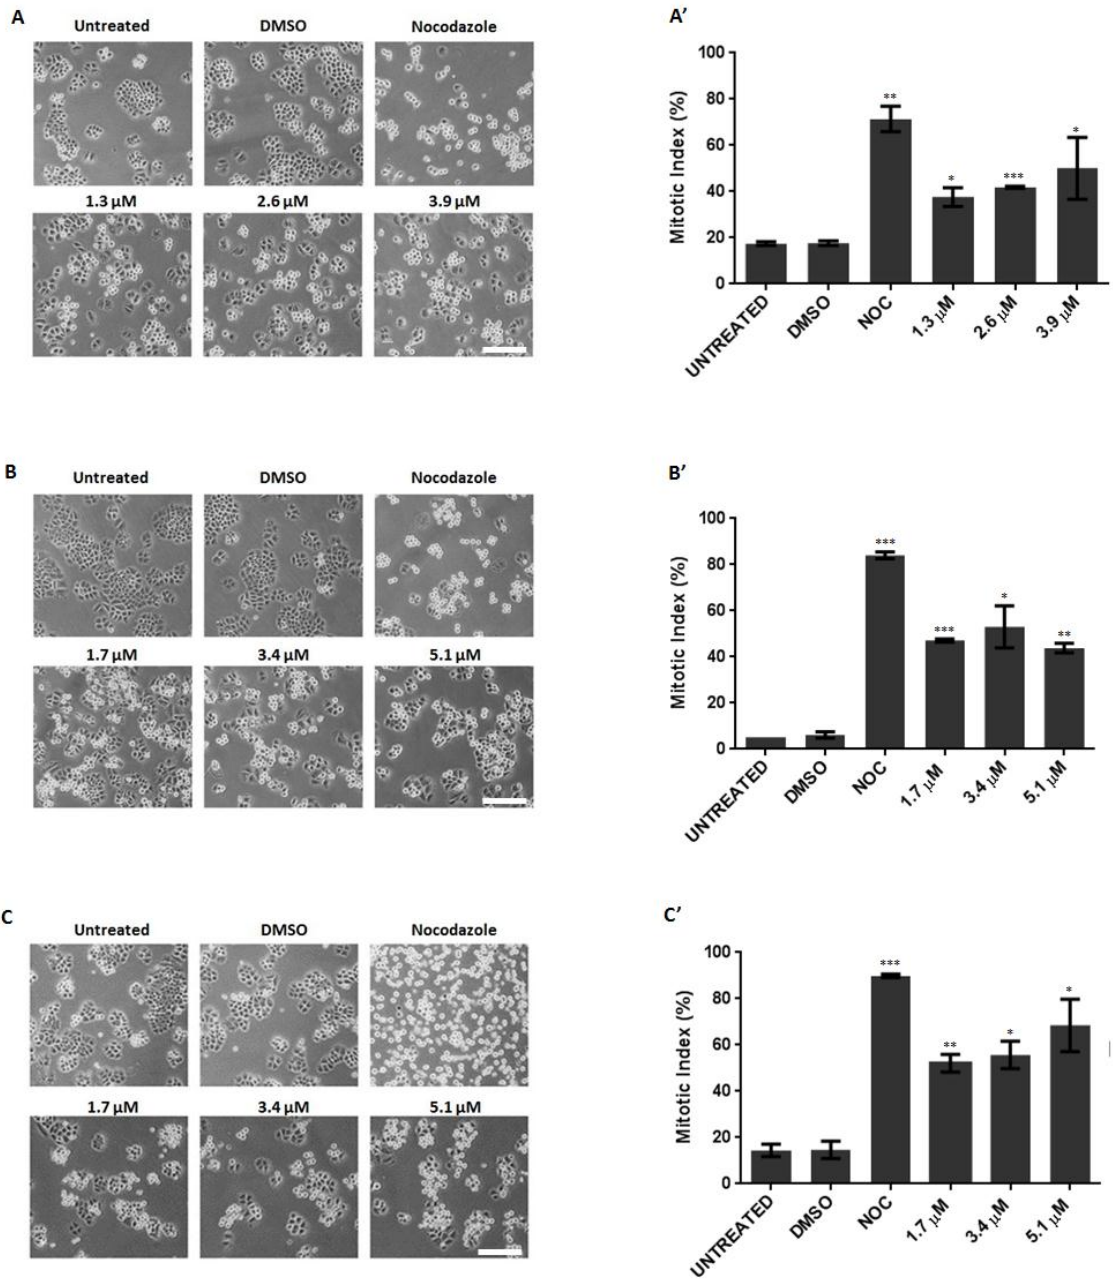 A
Untreated DMSO Nocodazole
1.3 µM 2.6 µM 3.9 µM
A’
Mitotic Index (%)
100
80
60
40
20
0
** * *** *
UNTREATED DMSO NOC 1.3 µM 2.6 µM 3.9 µM
B
Untreated DMSO Nocodazole
1.7 µM 3.4 µM 5.1 µM
B’
Mitotic Index (%)
100
80
60
40
20
0
*** *** * **
UNTREATED DMSO NOC 1.7 µM 3.4 µM 5.1 µM
C
Untreated DMSO Nocodazole
1.7 µM 3.4 µM 5.1 µM
C’
Mitotic Index (%)
100
80
60
40
20
0
*** ** * *
UNTREATED DMSO NOC 1.7 µM 3.4 µM 5.1 µM